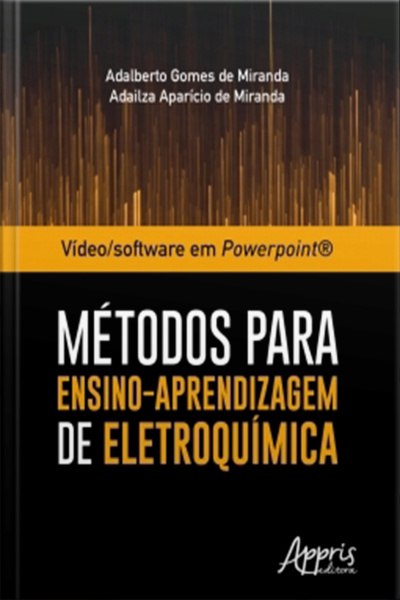 Adalberto Gomes de Miranda
Adailza Aparício de Miranda
Vídeo/software em Powerpoint®
MÉTODOS PARA
ENSINO-APRENDIZAGEM
DE ELETROQUÍMICA
Appris
editora